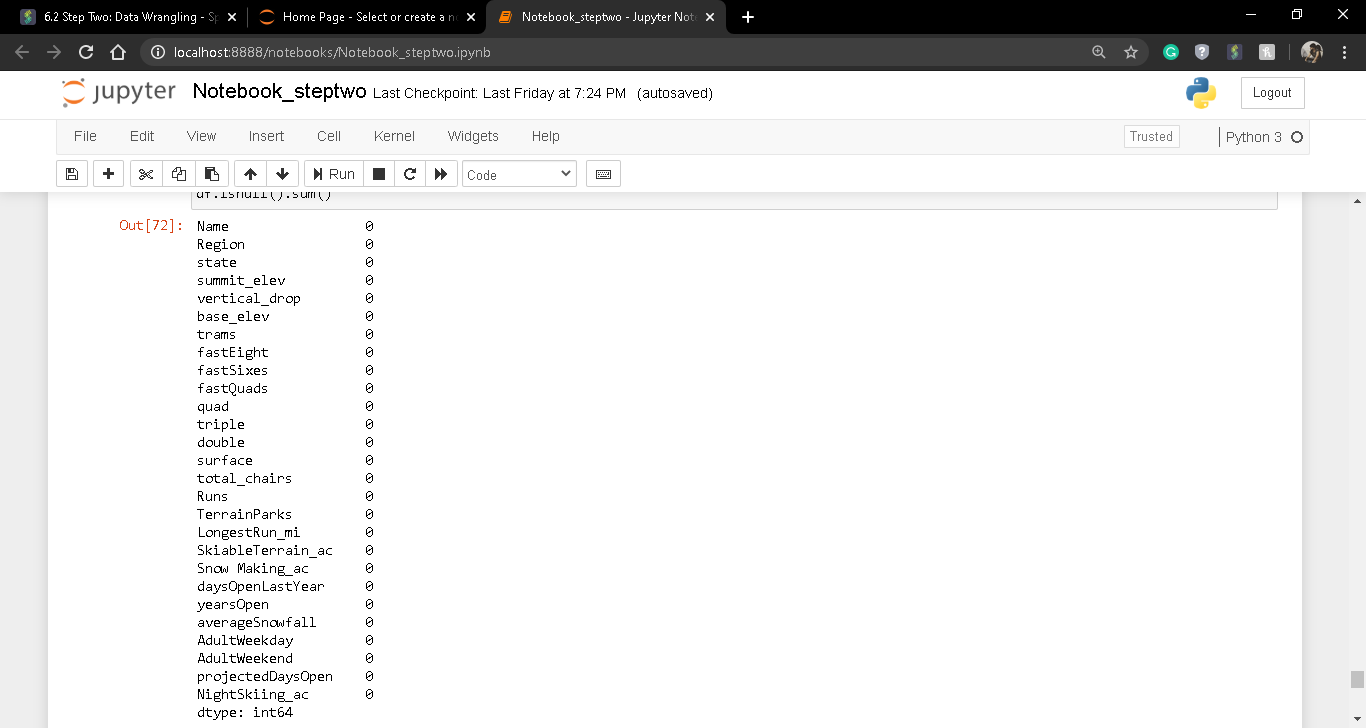 6.2 Step Two: Data Wrangling - Sp
Home Page - Select or create a n
Notebook_steptwo - Jupyter Note
localhost:8888/notebooks/Notebook_steptwo.ipynb
jupyter Notebook_steptwo Last Checkpoint: Last Friday at 7:24 PM (autosaved)
Logout
File Edit View Insert Cell Kernel Widgets Help
Trusted Python 3
Run Code
df.isnull().sum()
Out[72]: Name 0
Region 0
state 0
summit_elev 0
vertical_drop 0
base_elev 0
trams 0
fastEight 0
fastSixes 0
fastQuads 0
quad 0
triple 0
double 0
surface 0
total_chairs 0
Runs 0
TerrainParks 0
LongestRun_mi 0
SkiableTerrain_ac 0
Snow Making_ac 0
daysOpenLastYear 0
yearsOpen 0
averageSnowfall 0
AdultWeekday 0
AdultWeekend 0
projectedDaysOpen 0
NightSkiing_ac 0
dtype: int64